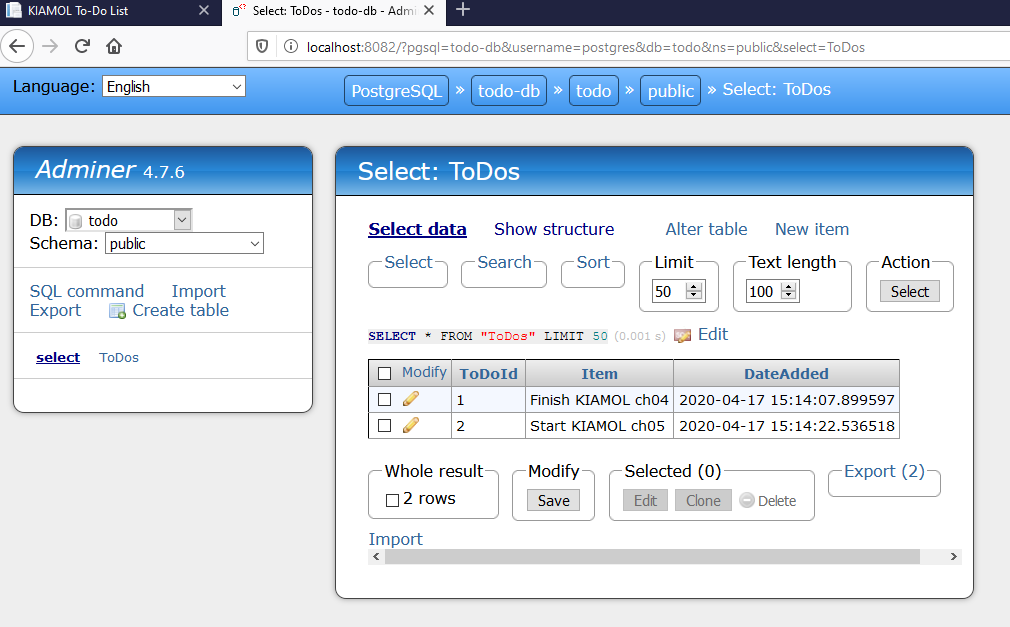 KIAMOL To-Do List
Select: ToDos - todo-db - Adm
localhost:8082/?pgsql=todo-db&username=postgres&db=todo&ns=public&select=ToDos
Language: English
PostgreSQL » todo-db » todo » public » Select: ToDos
Adminer 4.7.6
DB: todo
Schema: public
SQL command Import
Export Create table
select ToDos
Select: ToDos
Select data Show structure Alter table New item
Select Search Sort Limit Text length Action
50 100 Select
SELECT * FROM "ToDos" LIMIT 50 (0.001 s) Edit
Modify ToDoId Item DateAdded
1 Finish KIAMOL ch04 2020-04-17 15:14:07.899597
2 Start KIAMOL ch05 2020-04-17 15:14:22.536518
Whole result Modify Selected (0) Export (2)
2 rows Save Edit Clone Delete
Import